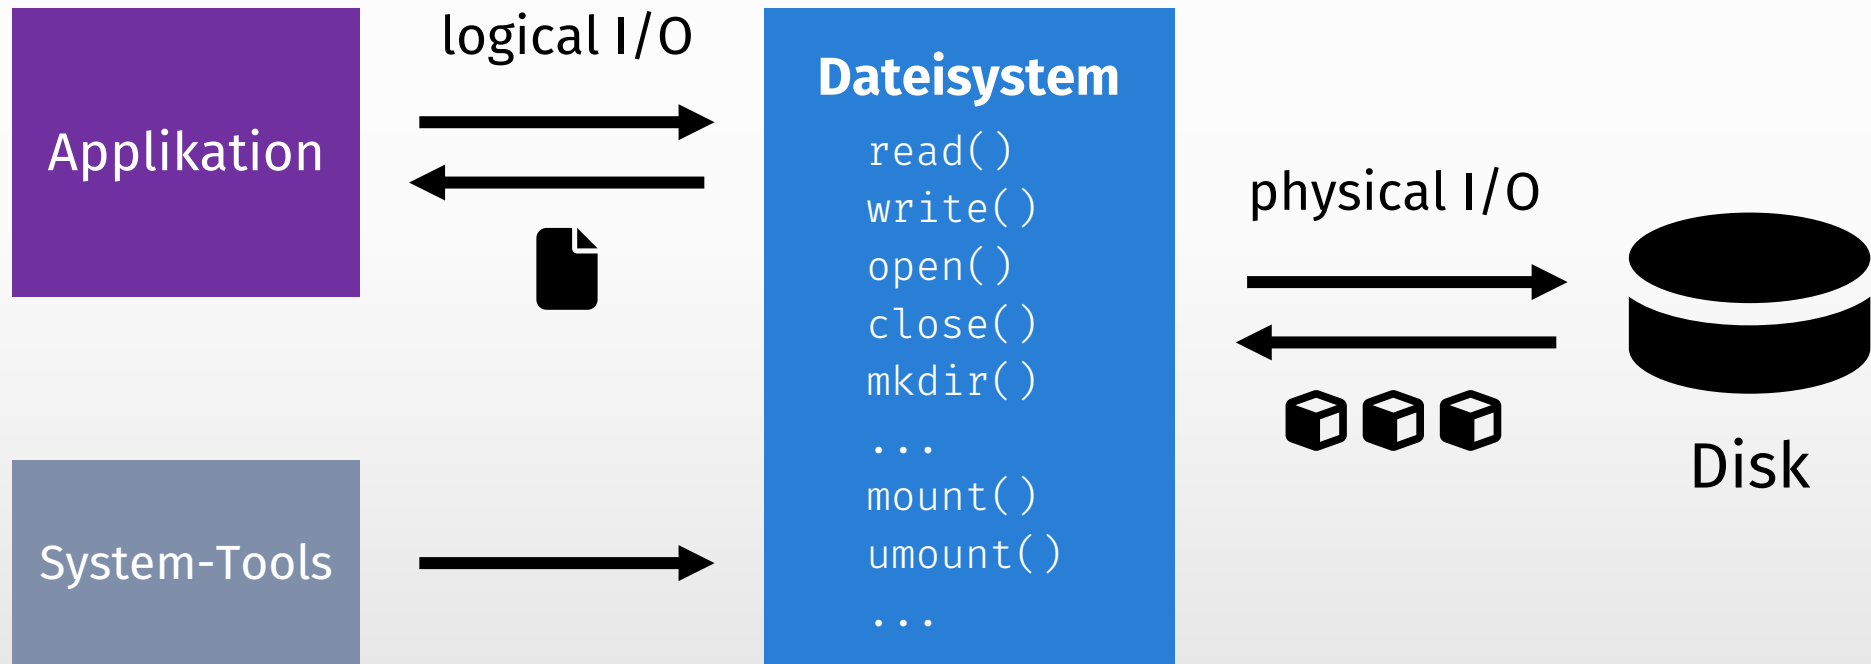 logical I/O
Applikation
Dateisystem
read()
write()
open()
close()
mkdir()
...
mount()
umount()
...
physical I/O
Disk
System-Tools